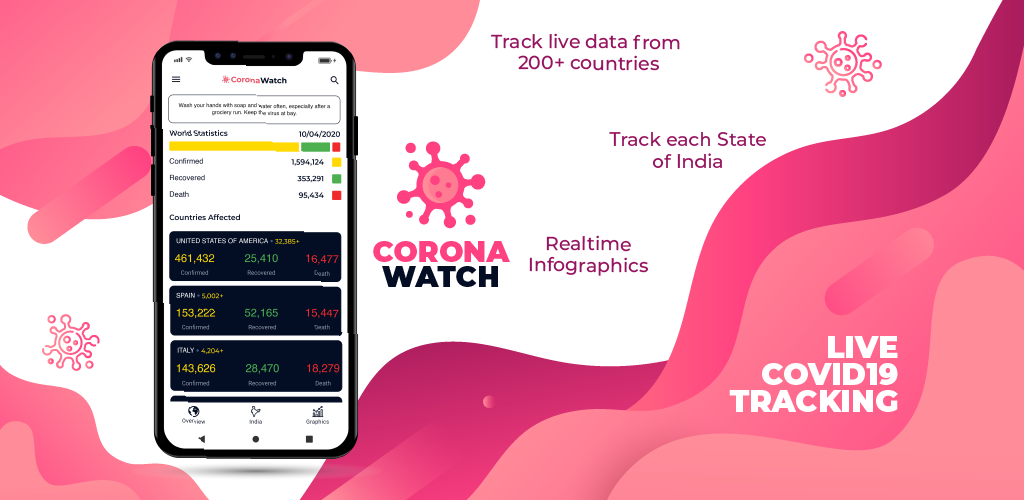 CoronaWatch
Wash your hands with soap and water often, especially after a
grociery run. Keep the virus at bay.
World Statistics 10/04/2020
Confirmed 1,594,124
Recovered 353,291
Death 95,434
Countries Affected
UNITED STATES OF AMERICA - 32,385+
461,432 25,410 16,477
Confirmed Recovered Death
SPAIN - 5,002+
153,222 52,165 15,447
Confirmed Recovered Death
ITALY - 4,204+
143,626 28,470 18,279
Confirmed Recovered Death
Overview India Graphics
CORONA
WATCH
Track live data from
200+ countries
Track each State
of India
Realtime
Infographics
LIVE
COVID19
TRACKING